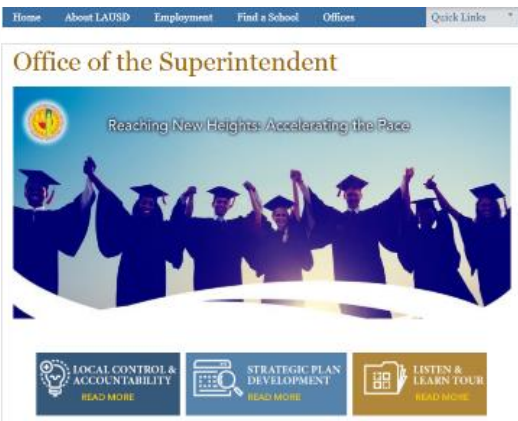 Home About LAUSD Employment Find a School Offices Quick Links
Office of the Superintendent
Reaching New Heights: Accelerating the Pace
LOCAL CONTROL &
ACCOUNTABILITY
READ MORE
STRATEGIC PLAN
DEVELOPMENT
READ MORE
LISTEN &
LEARN TOUR
READ MORE